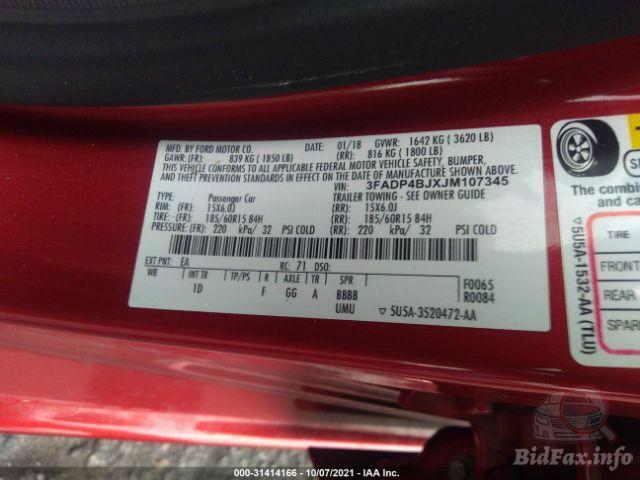 MFD. BY FORD MOTOR CO.
01/18 GVWR: 1642 KG ( 3620 LB)
GAWR: (FR): 839 KG ( 1850 LB) (RR): 816 KG ( 1800 LB)
THIS VEHICLE CONFORMS TO ALL APPLICABLE FEDERAL MOTOR VEHICLE SAFETY, BUMPER,
AND THEFT PREVENTION STANDARDS IN EFFECT ON THE DATE OF MANUFACTURE SHOWN ABOVE.
VIN: 3FADP4BJXJM107345
TYPE: Passenger Car TRAILER TOWING - SEE OWNER GUIDE
RIM: (FR): 15X6.0J (RR): 15X6.0J
TIRE: (FR): 185/60R15 84H (RR): 185/60R15 84H
PRESSURE: (FR): 220 kPa/ 32 PSI COLD (RR): 220 kPa/ 32 PSI COLD
EXT PNT: EA RC: 71 DSO:
WB INT TR TP/PS R AXLE TR SPR
1D F GG A BBBB
UMU
F0065
R0084
▽ 5U5A-3520472-AA
▽ 5U5A-1532-AA (TLU)
The combined
TIRE
FRONT
REAR
SPAR
BidFax.info
000-31414166 - 10/07/2021 - IAA Inc.